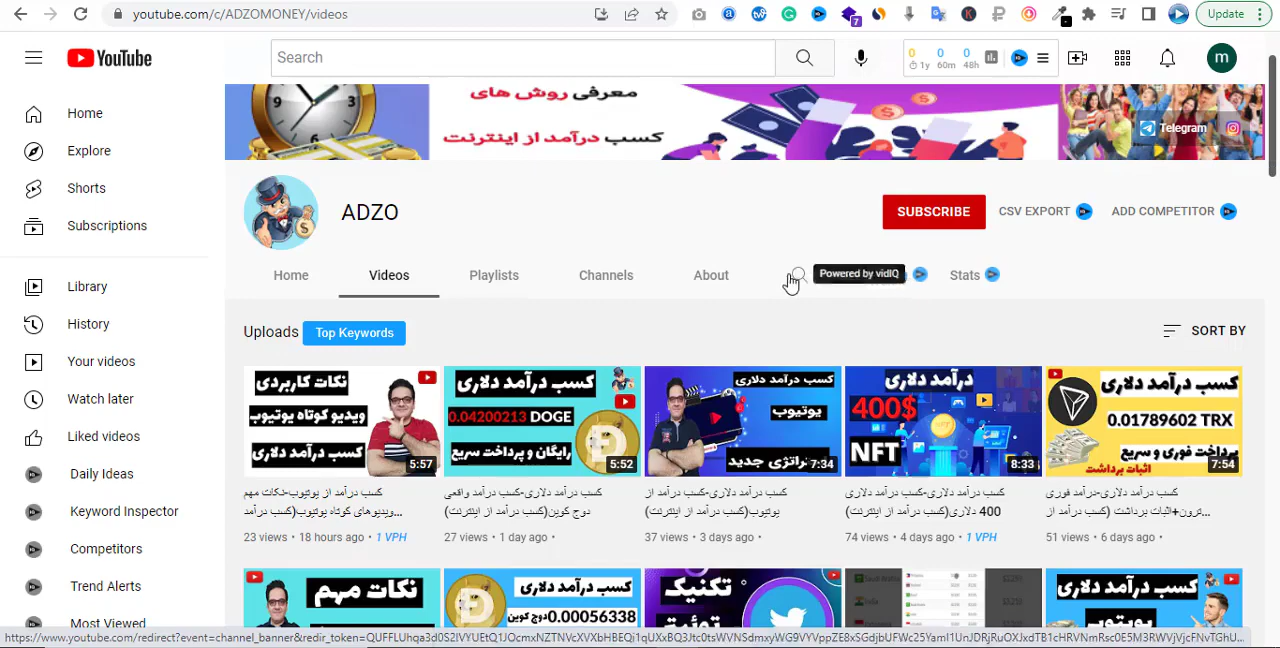 youtube.com/c/ADZOMONEY/videos
7
Update
YouTube
Search
0 0 0
1y 60m 48h
m
Home
Explore
Shorts
Subscriptions
Library
History
Your videos
Watch later
Liked videos
Daily Ideas
Keyword Inspector
Competitors
Trend Alerts
Most Viewed
معرفی روش های
کسب درآمد از اینترنت
Telegram
ADZO
SUBSCRIBE
CSV EXPORT
ADD COMPETITOR
Home
Videos
Playlists
Channels
About
Powered by vidIQ
Stats
Uploads
Top Keywords
SORT BY
نکات کاربردی
ویدیو کوتاه یوتیوب
کسب درآمد دلاری
5:57
کسب درآمد از یوتیوب-نکات مهم
ویدیوهای کوتاه یوتیوب(کسب درآمد...
23 views • 18 hours ago • 1 VPH
کسب درآمد دلاری
0.04200213 DOGE
رایگان و پرداخت سریع
5:52
کسب درآمد دلاری-کسب درآمد واقعی
دوج کوین(کسب درآمد از اینترنت)
27 views • 1 day ago •
کسب درآمد دلاری
یوتیوب
7:34
کسب درآمد دلاری-کسب درآمد از
یوتیوب(کسب درآمد از اینترنت)
37 views • 3 days ago •
درآمد دلاری
400$
NFT
8:33
کسب درآمد دلاری-کسب درآمد دلاری
400 دلاری(کسب درآمد از اینترنت)
74 views • 4 days ago • 1 VPH
کسب درآمد دلاری
0.01789602 TRX
پرداخت فوری و سریع
اثبات برداشت
7:54
کسب درآمد دلاری-درآمد فوری
ترون+اثبات برداشت (کسب درآمد از...
51 views • 6 days ago •
نکات مهم
کسب درآمد دلاری
0.00056338دوج کوین
تکنیک
توئیت
کسب درآمد دلاری
یوتیوب